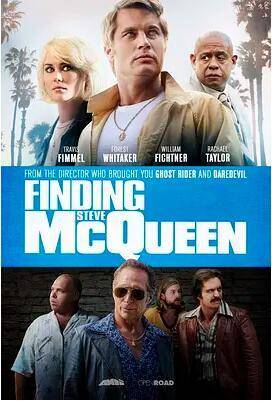 TRAVIS FIMMEL FOREST WHITAKER WILLIAM FICHTNER RACHAEL TAYLOR
FROM THE DIRECTOR WHO BROUGHT YOU GHOST RIDER AND DAREDEVIL
FINDING
STEVE
McQUEEN
OPEN ROAD